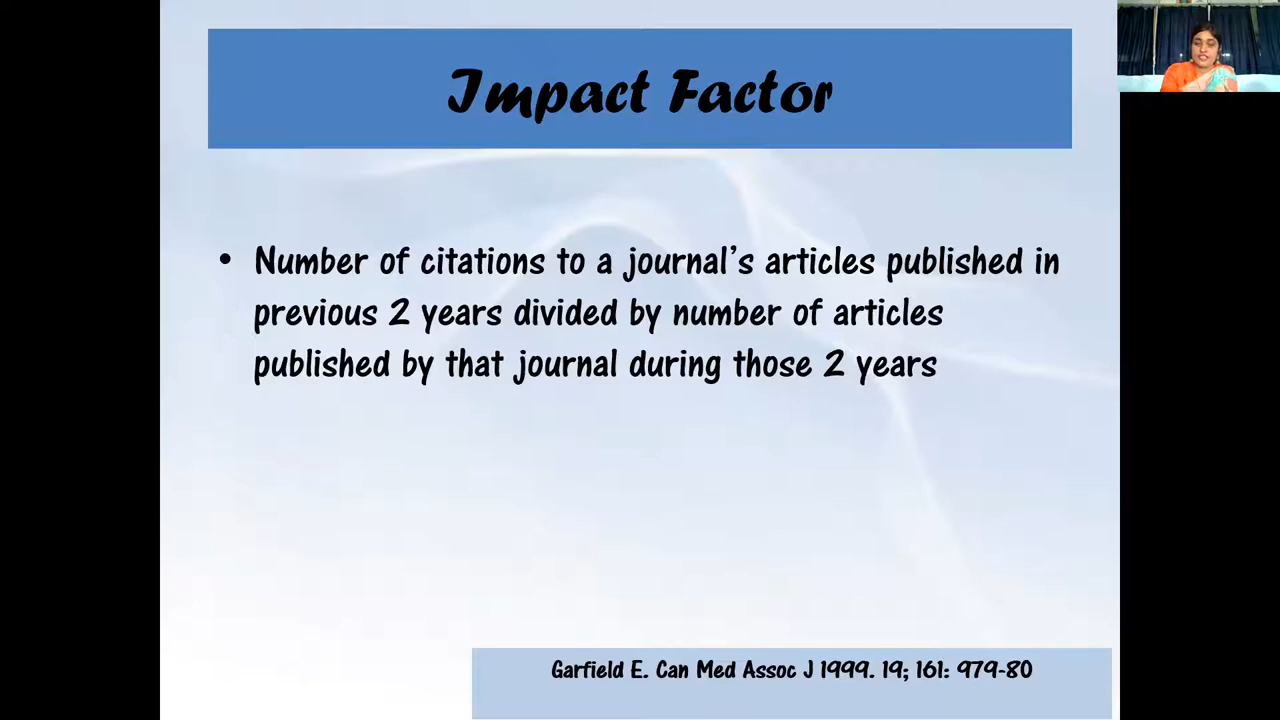 Impact Factor
• Number of citations to a journal's articles published in
previous 2 years divided by number of articles
published by that journal during those 2 years
Garfield E. Can Med Assoc J 1999. 19; 161: 979-80